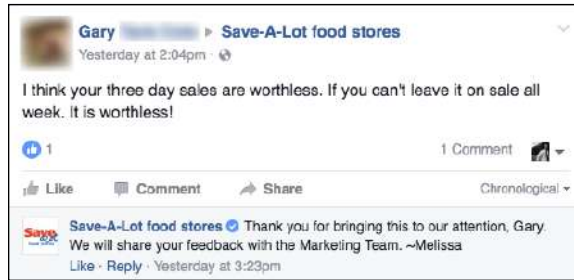 Gary Save-A-Lot food stores
Yesterday at 2:04pm ·
I think your three day sales are worthless. If you can't leave it on sale all
week. It is worthless!
1 1 Comment
Like Comment Share Chronological
Save-A-Lot food stores Thank you for bringing this to our attention, Gary.
We will share your feedback with the Marketing Team. ~Melissa
Like · Reply · Yesterday at 3:23pm